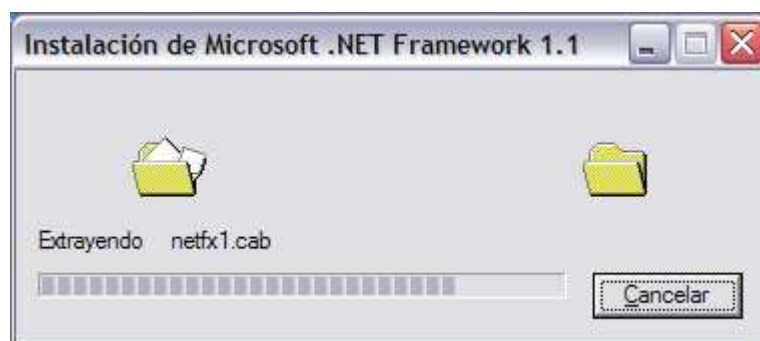 Instalación de Microsoft .NET Framework 1.1
Extrayendo netfx1.cab
Cancelar